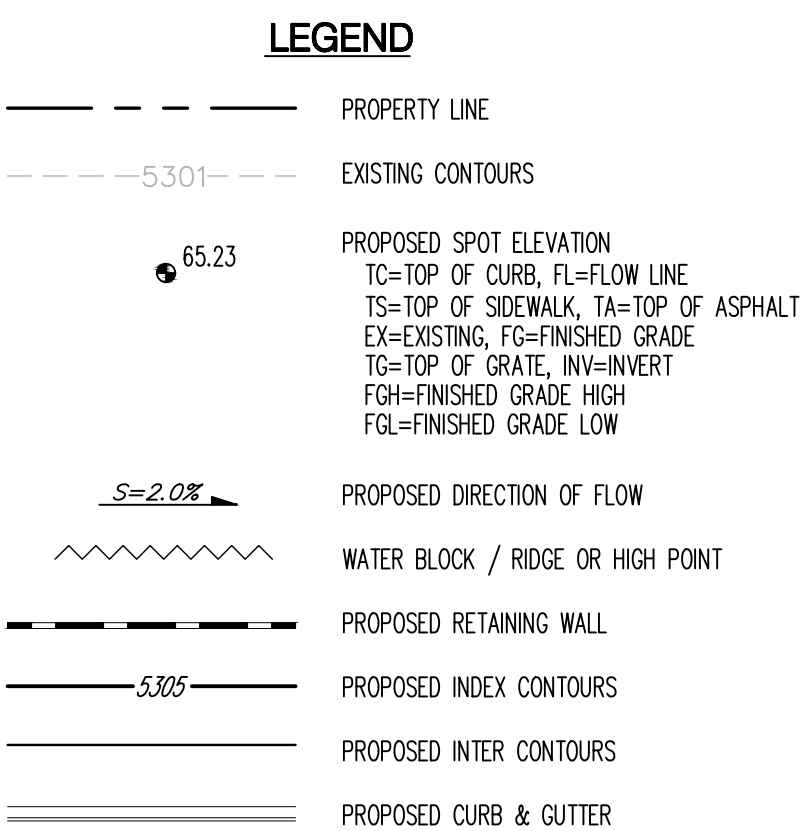 LEGEND
PROPERTY LINE
5301 EXISTING CONTOURS
65.23 PROPOSED SPOT ELEVATION
TC=TOP OF CURB, FL=FLOW LINE
TS=TOP OF SIDEWALK, TA=TOP OF ASPHALT
EX=EXISTING, FG=FINISHED GRADE
TG=TOP OF GRATE, INV=INVERT
FGH=FINISHED GRADE HIGH
FGL=FINISHED GRADE LOW
S=2.0% PROPOSED DIRECTION OF FLOW
WATER BLOCK / RIDGE OR HIGH POINT
PROPOSED RETAINING WALL
5305 PROPOSED INDEX CONTOURS
PROPOSED INTER CONTOURS
PROPOSED CURB & GUTTER